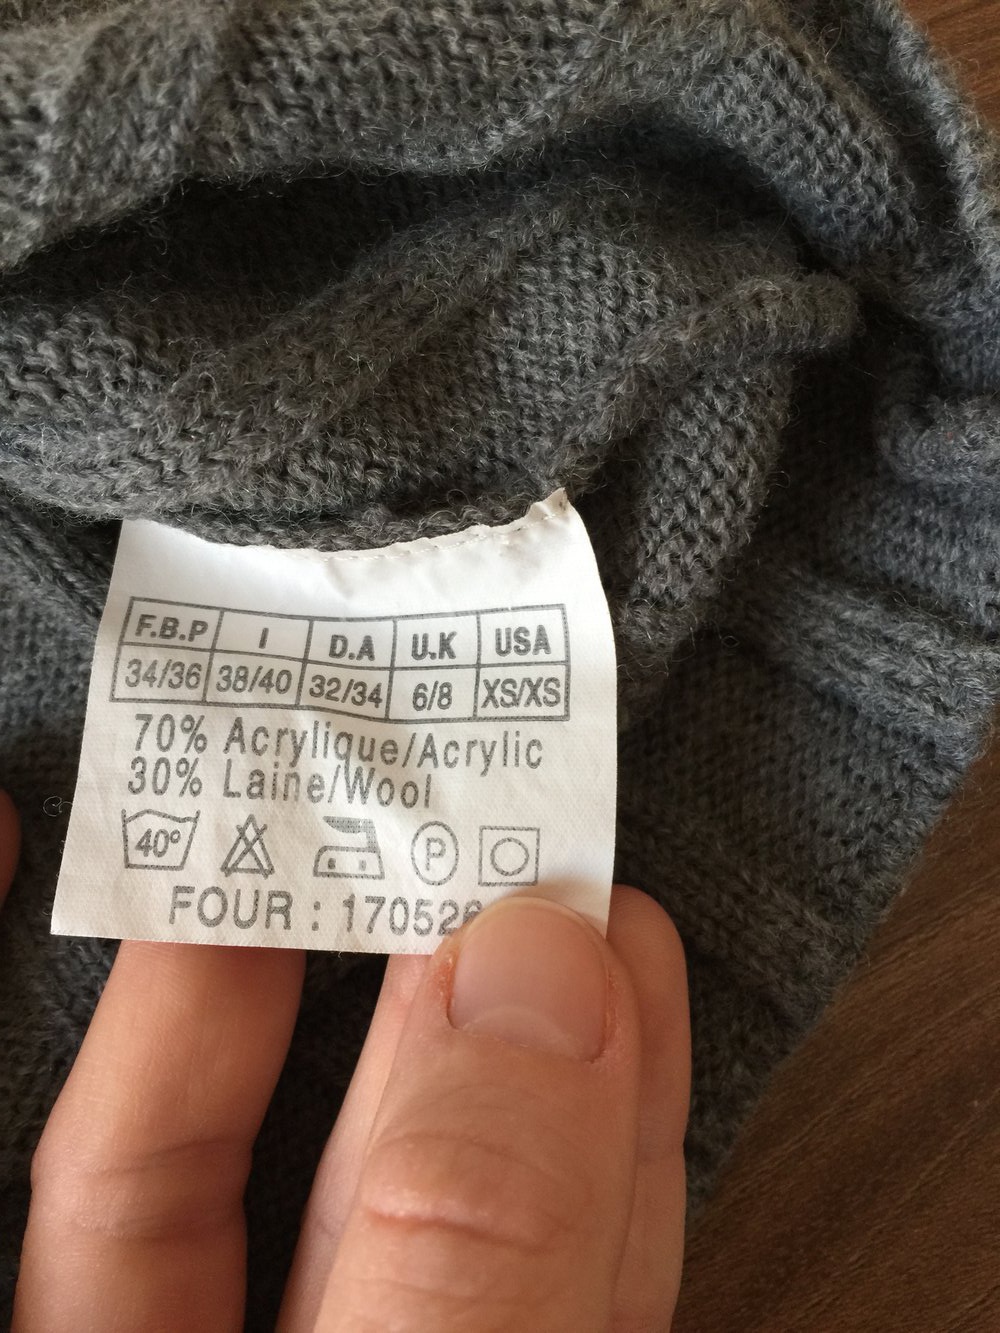 F.B.P I D.A U.K USA
34/36 38/40 32/34 6/8 XS/XS
70% Acrylique/Acrylic
30% Laine/Wool
40° P
FOUR : 170526